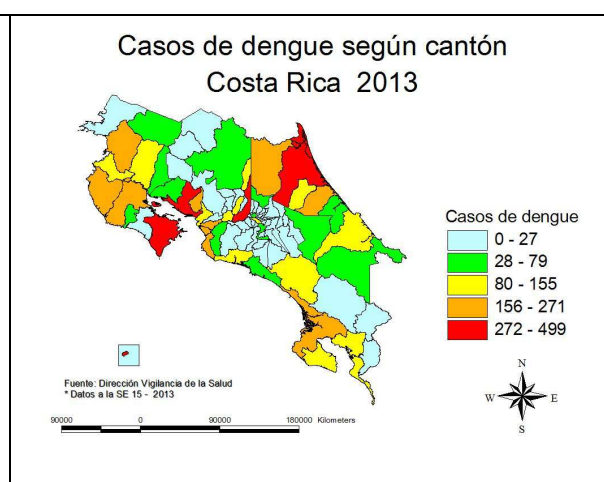 Casos de dengue según cantón
Costa Rica 2013
Casos de dengue
0 - 27
28 - 79
80 - 155
156 - 271
272 - 499
Fuente: Dirección Vigilancia de la Salud
* Datos a la SE 15 - 2013
90000 0 90000 180000 Kilometers
N
W E
S